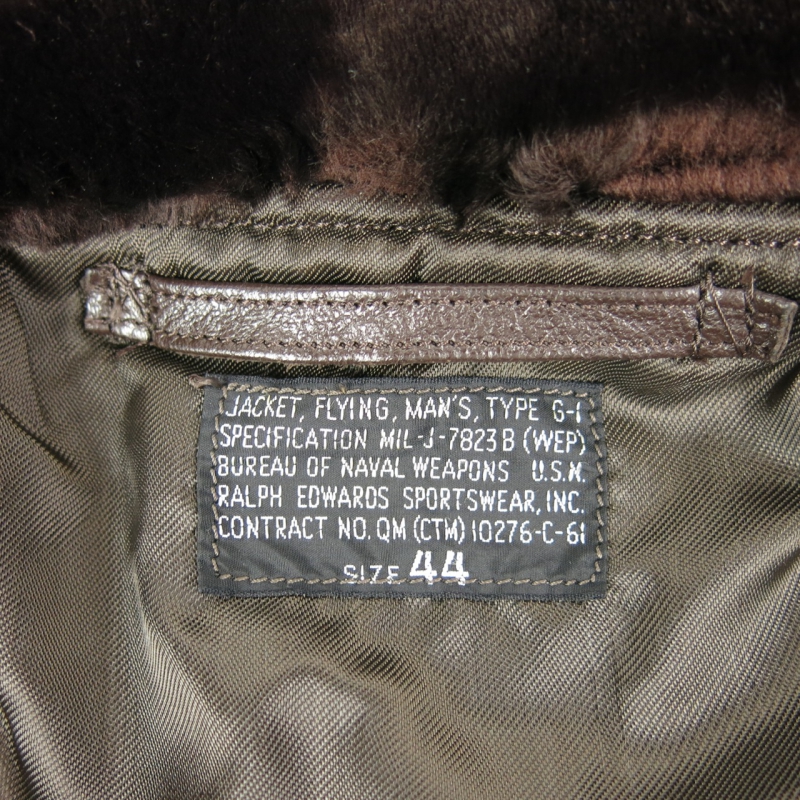 JACKET, FLYING, MAN'S, TYPE G-1
SPECIFICATION MIL-J-7823B (WEP)
BUREAU OF NAVAL WEAPONS U.S.N.
RALPH EDWARDS SPORTSWEAR, INC.
CONTRACT NO. QM (CTM) 10276-C-61
SIZE 44